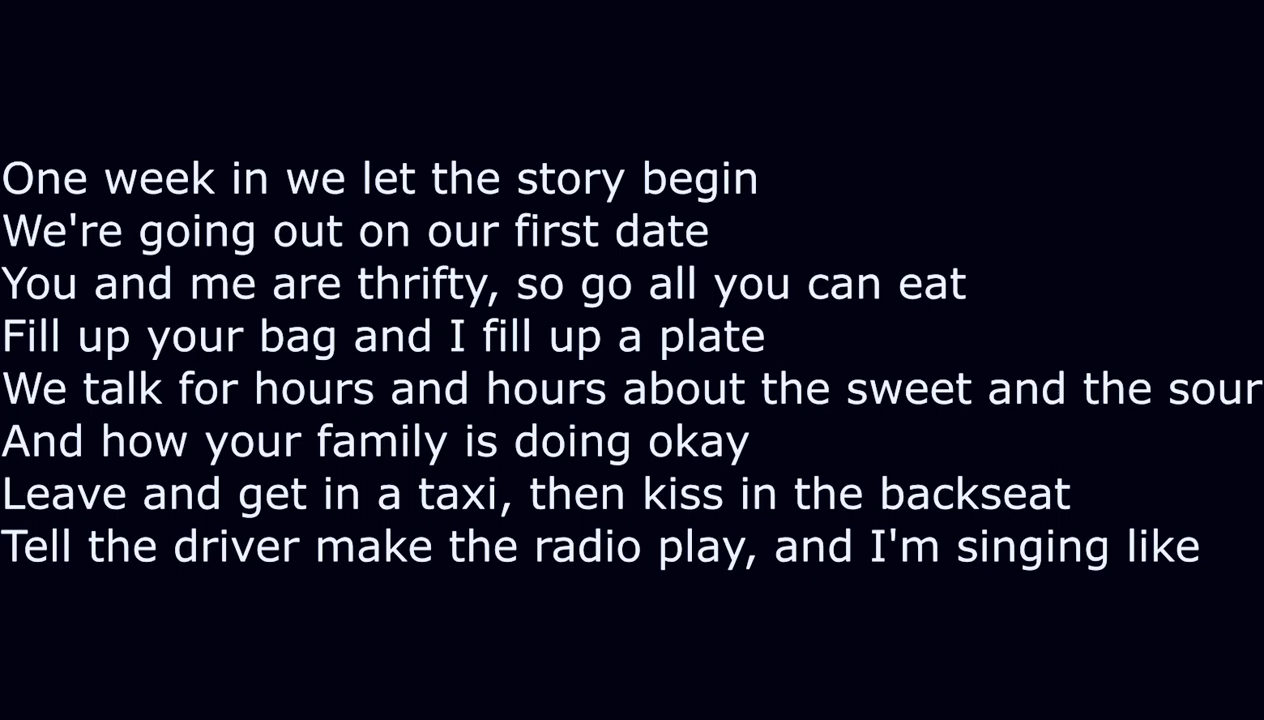 One week in we let the story begin
We're going out on our first date
You and me are thrifty, so go all you can eat
Fill up your bag and I fill up a plate
We talk for hours and hours about the sweet and the sour
And how your family is doing okay
Leave and get in a taxi, then kiss in the backseat
Tell the driver make the radio play, and I'm singing like